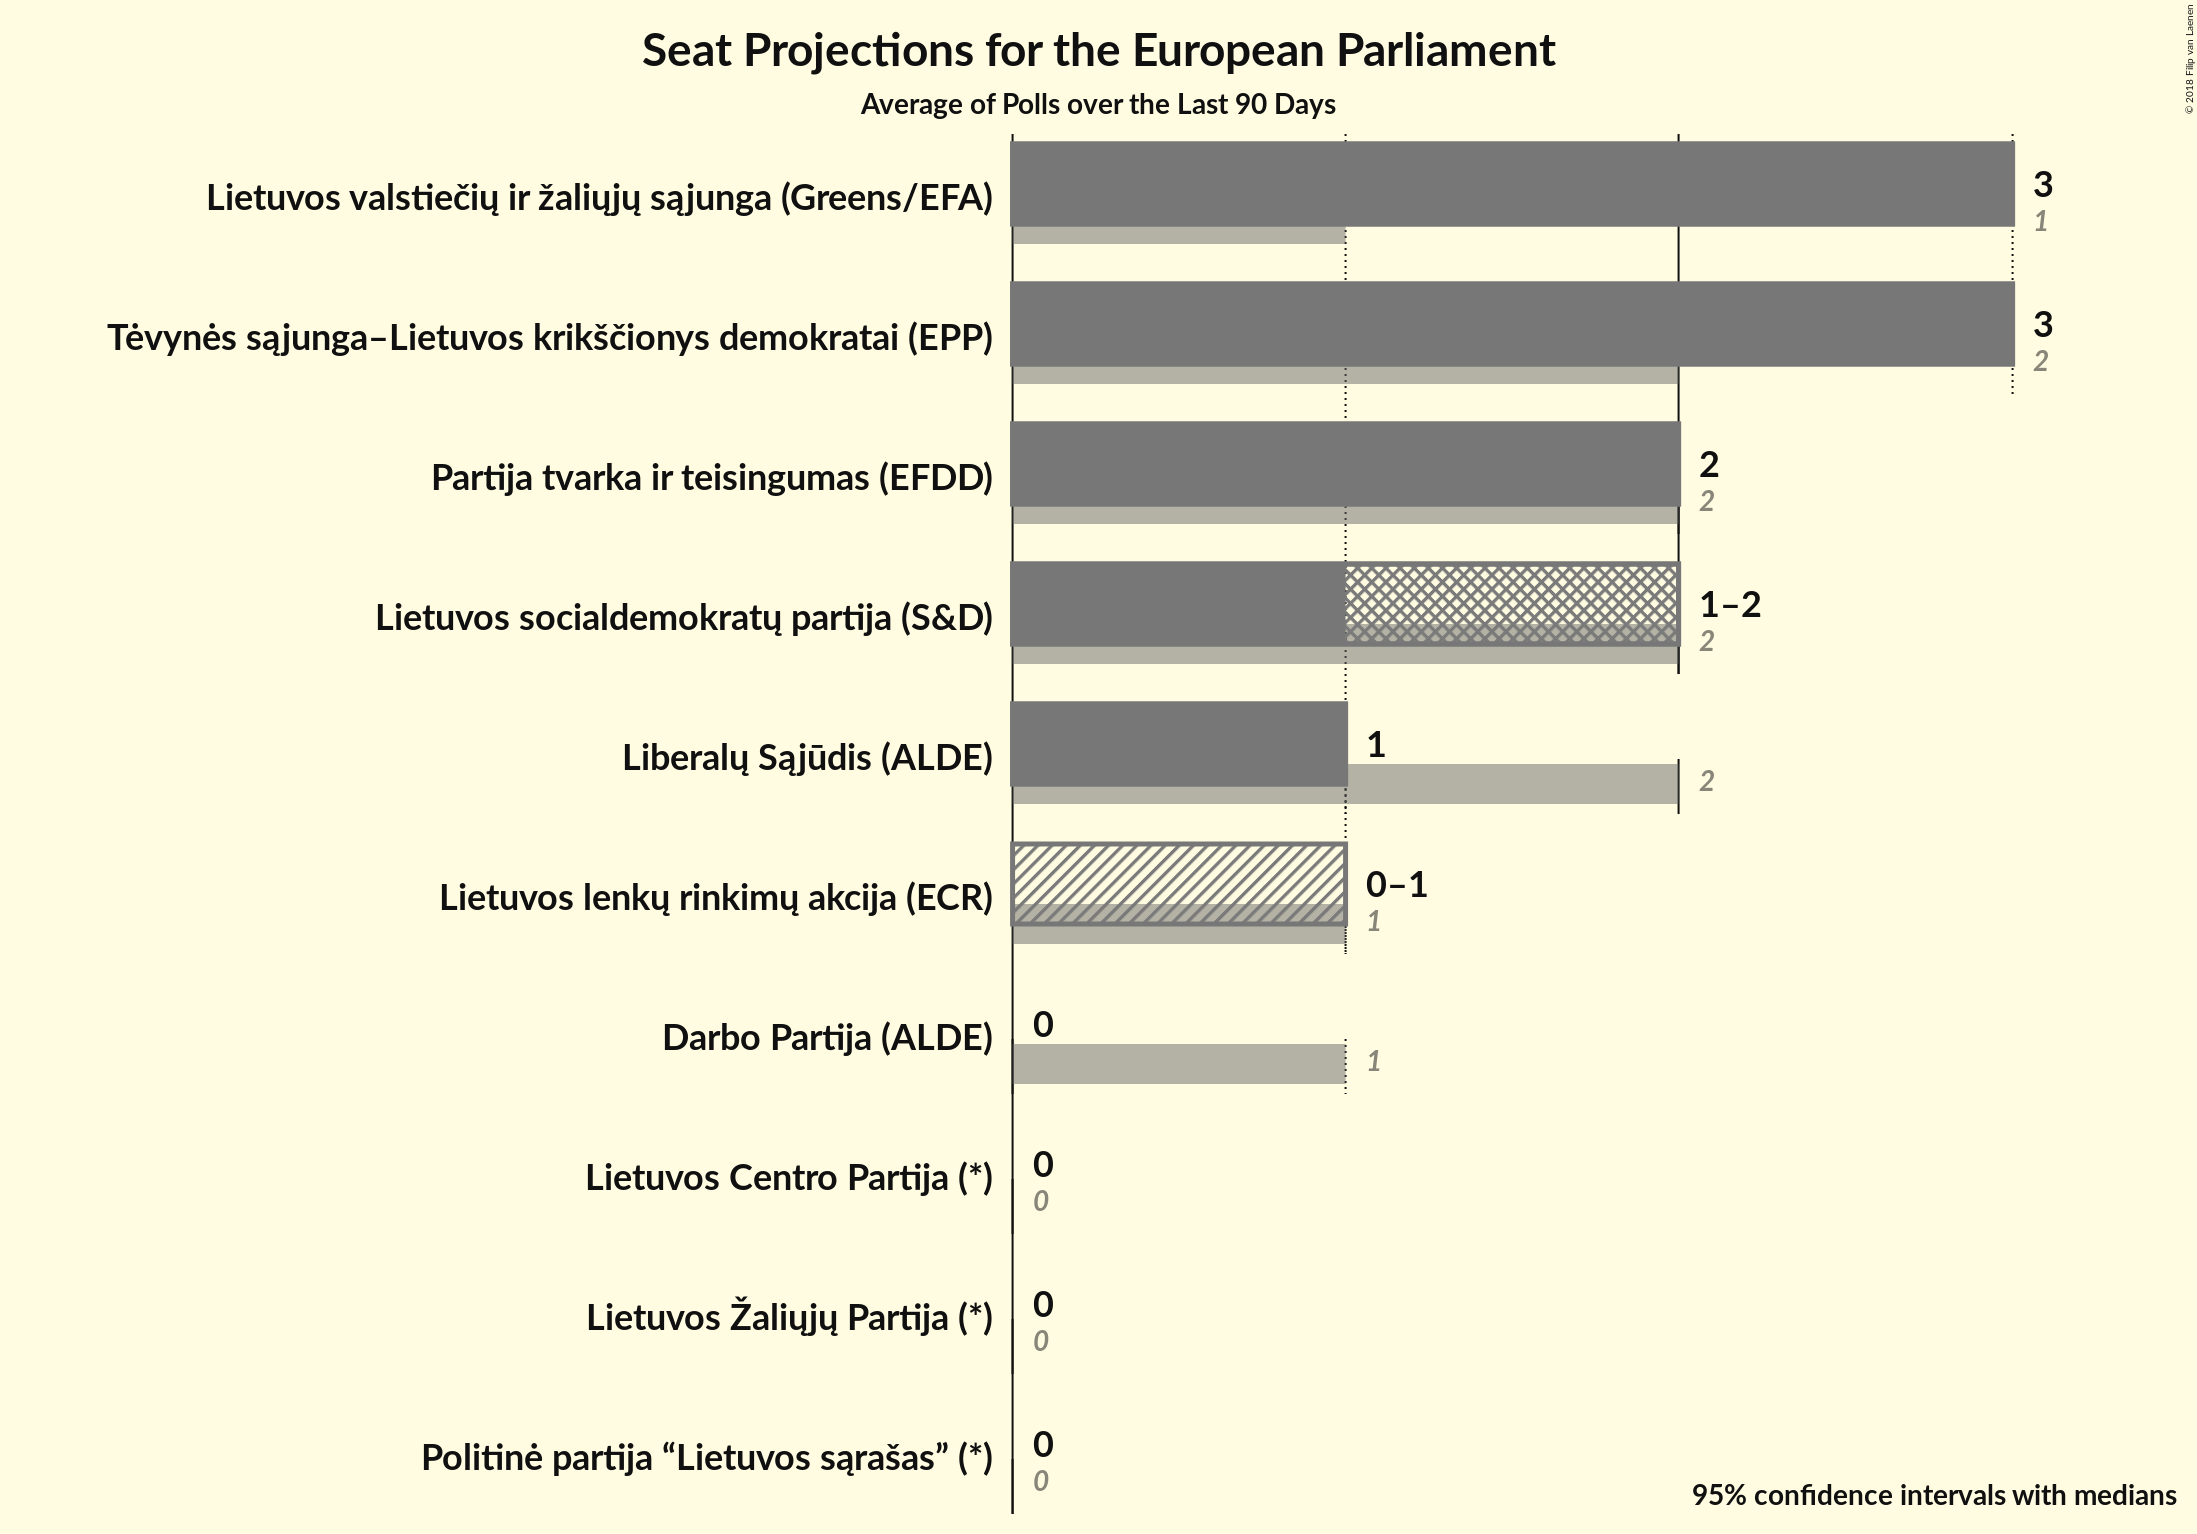 Seat Projections for the European Parliament
Average of Polls over the Last 90 Days
© 2018 Filip van Laenen
Lietuvos valstiečių ir žaliųjų sąjunga (Greens/EFA)
3
1
Tėvynės sąjunga–Lietuvos krikščionys demokratai (EPP)
3
2
Partija tvarka ir teisingumas (EFDD)
2
2
Lietuvos socialdemokratų partija (S&D)
1–2
2
Liberalų Sąjūdis (ALDE)
1
2
Lietuvos lenkų rinkimų akcija (ECR)
0–1
1
Darbo Partija (ALDE)
0
1
Lietuvos Centro Partija (*)
0
0
Lietuvos Žaliųjų Partija (*)
0
0
Politinė partija “Lietuvos sąrašas” (*)
0
0
95% confidence intervals with medians